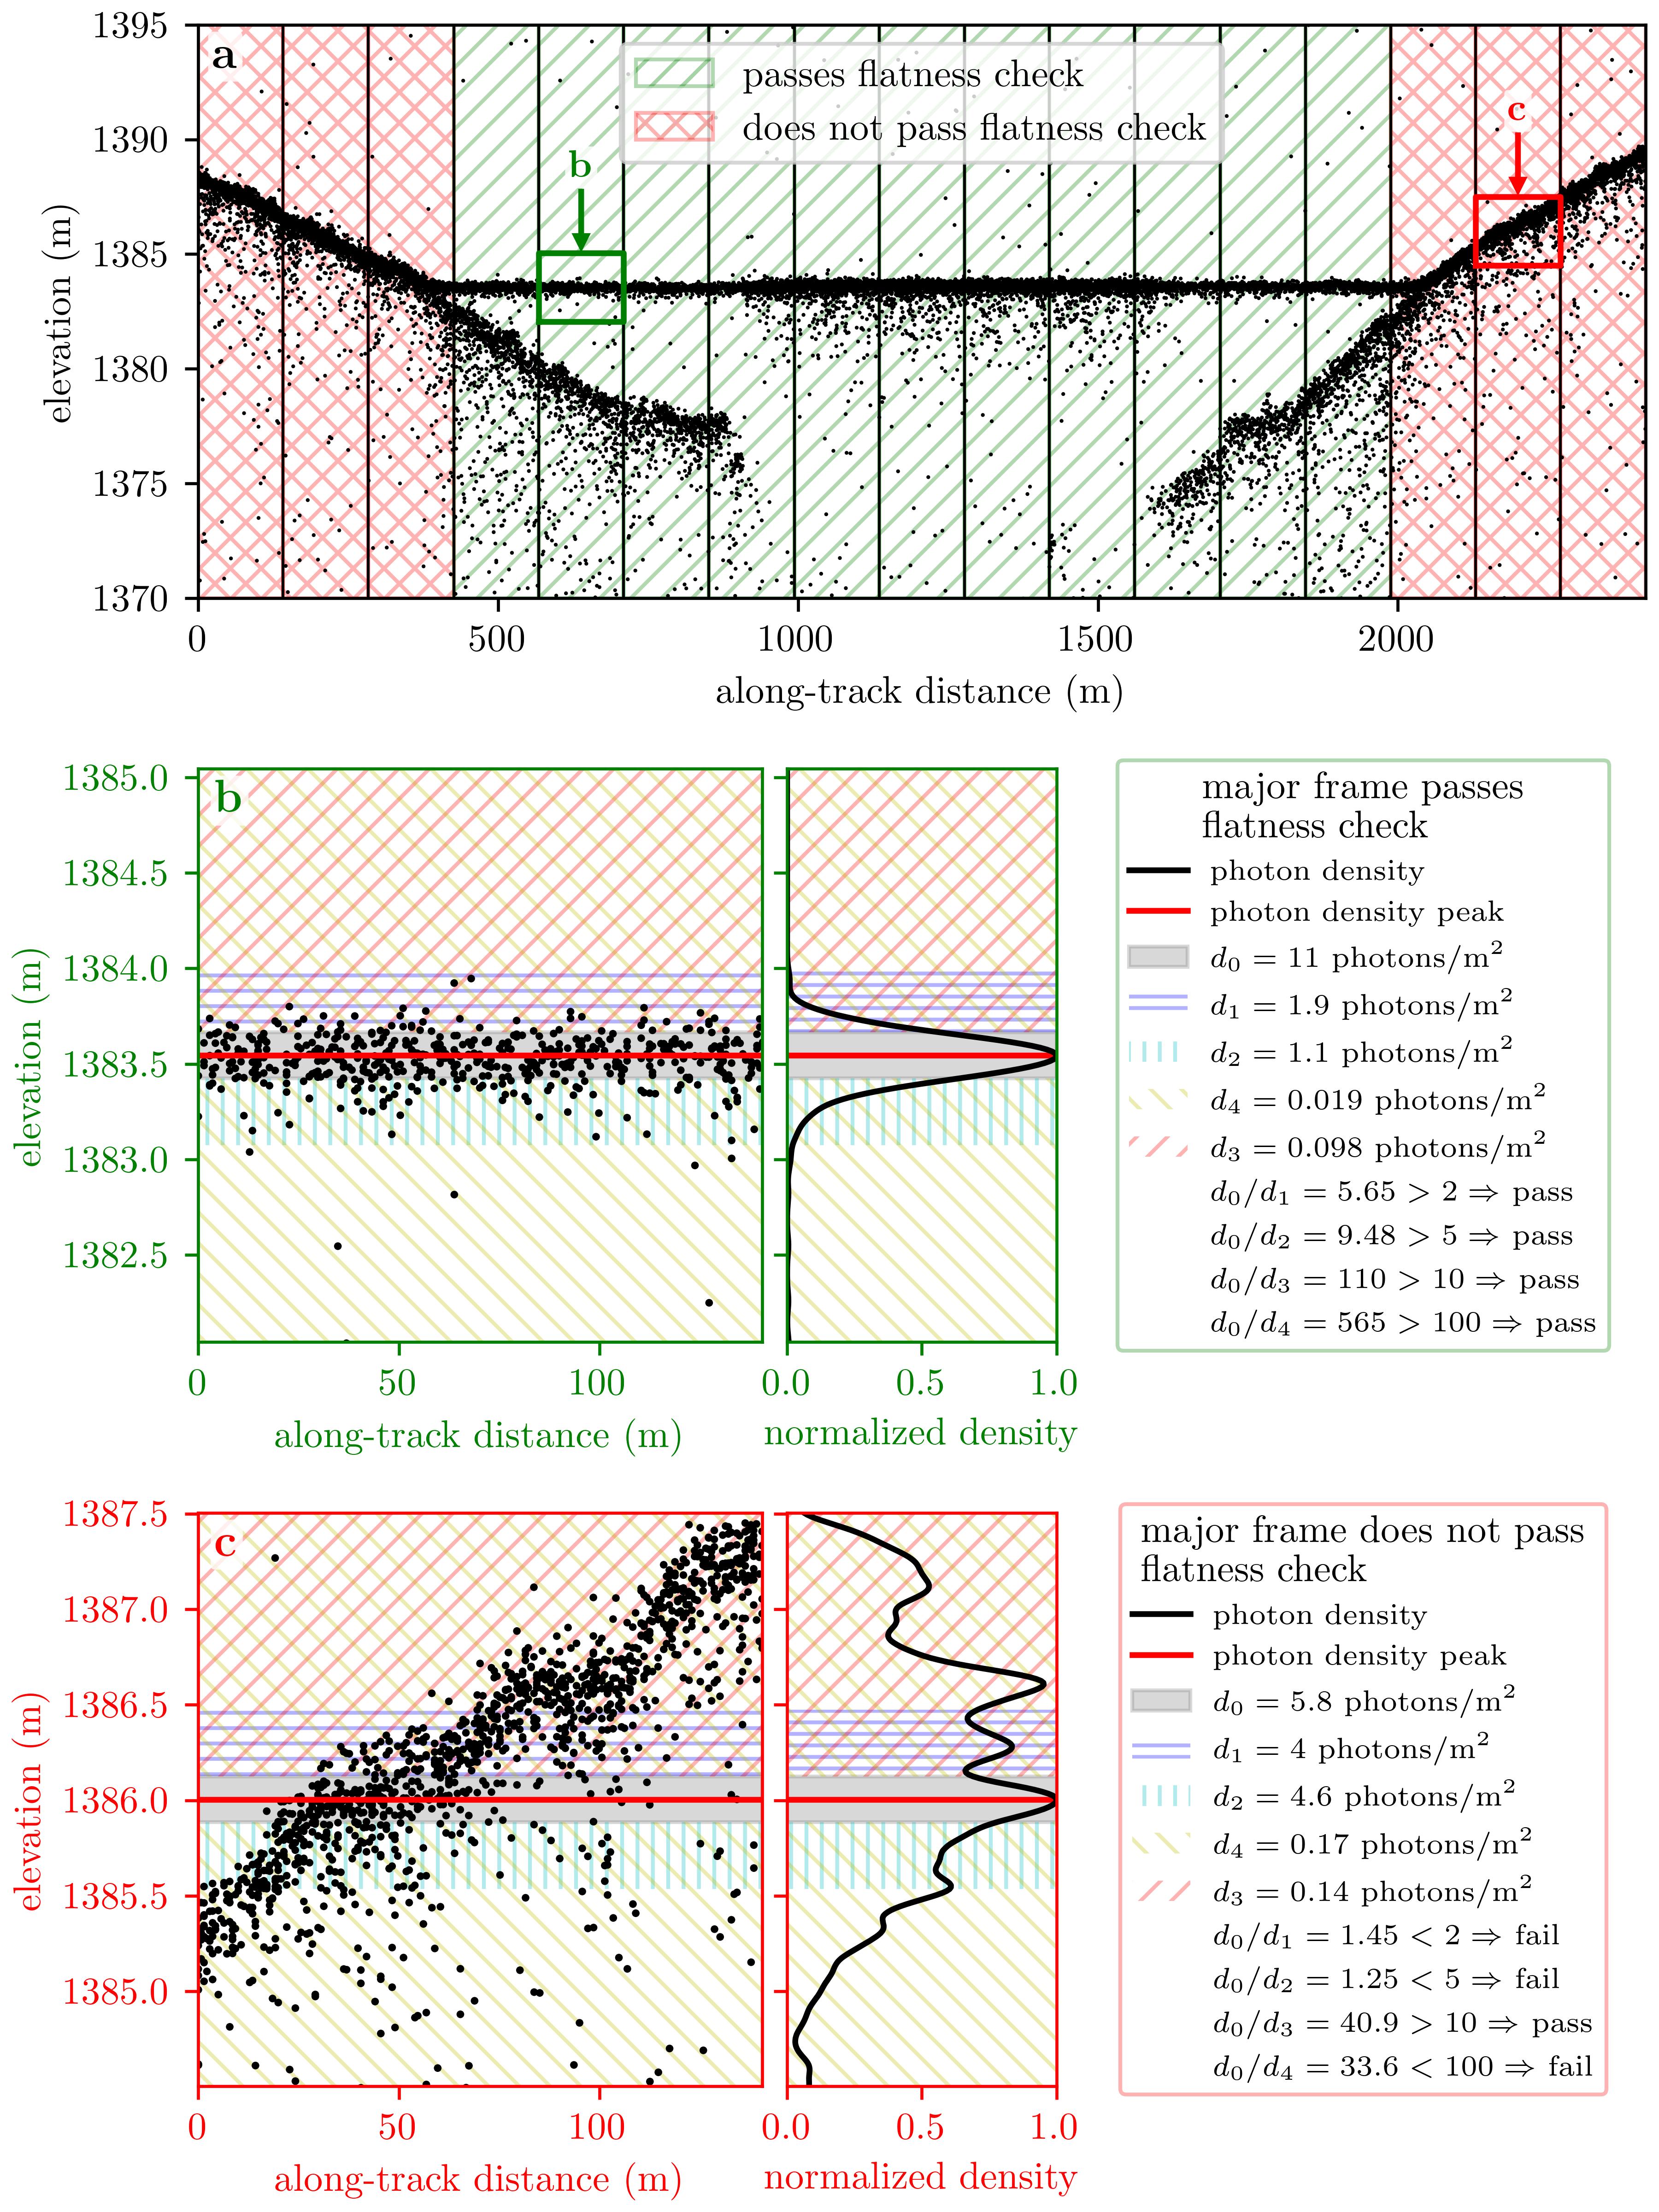 a
b
c
passes flatness check
does not pass flatness check
1395
1390
1385
1380
1375
1370
elevation (m)
0 500 1000 1500 2000
along-track distance (m)
b
1385.0
1384.5
1384.0
1383.5
1383.0
1382.5
elevation (m)
0 50 100
along-track distance (m)
0.0 0.5 1.0
normalized density
major frame passes
flatness check
photon density
photon density peak
d₀ = 11 photons/m²
d₁ = 1.9 photons/m²
d₂ = 1.1 photons/m²
d₄ = 0.019 photons/m²
d₃ = 0.098 photons/m²
d₀/d₁ = 5.65 > 2 ⇒ pass
d₀/d₂ = 9.48 > 5 ⇒ pass
d₀/d₃ = 110 > 10 ⇒ pass
d₀/d₄ = 565 > 100 ⇒ pass
c
1387.5
1387.0
1386.5
1386.0
1385.5
1385.0
elevation (m)
0 50 100
along-track distance (m)
0.0 0.5 1.0
normalized density
major frame does not pass
flatness check
photon density
photon density peak
d₀ = 5.8 photons/m²
d₁ = 4 photons/m²
d₂ = 4.6 photons/m²
d₄ = 0.17 photons/m²
d₃ = 0.14 photons/m²
d₀/d₁ = 1.45 < 2 ⇒ fail
d₀/d₂ = 1.25 < 5 ⇒ fail
d₀/d₃ = 40.9 > 10 ⇒ pass
d₀/d₄ = 33.6 < 100 ⇒ fail